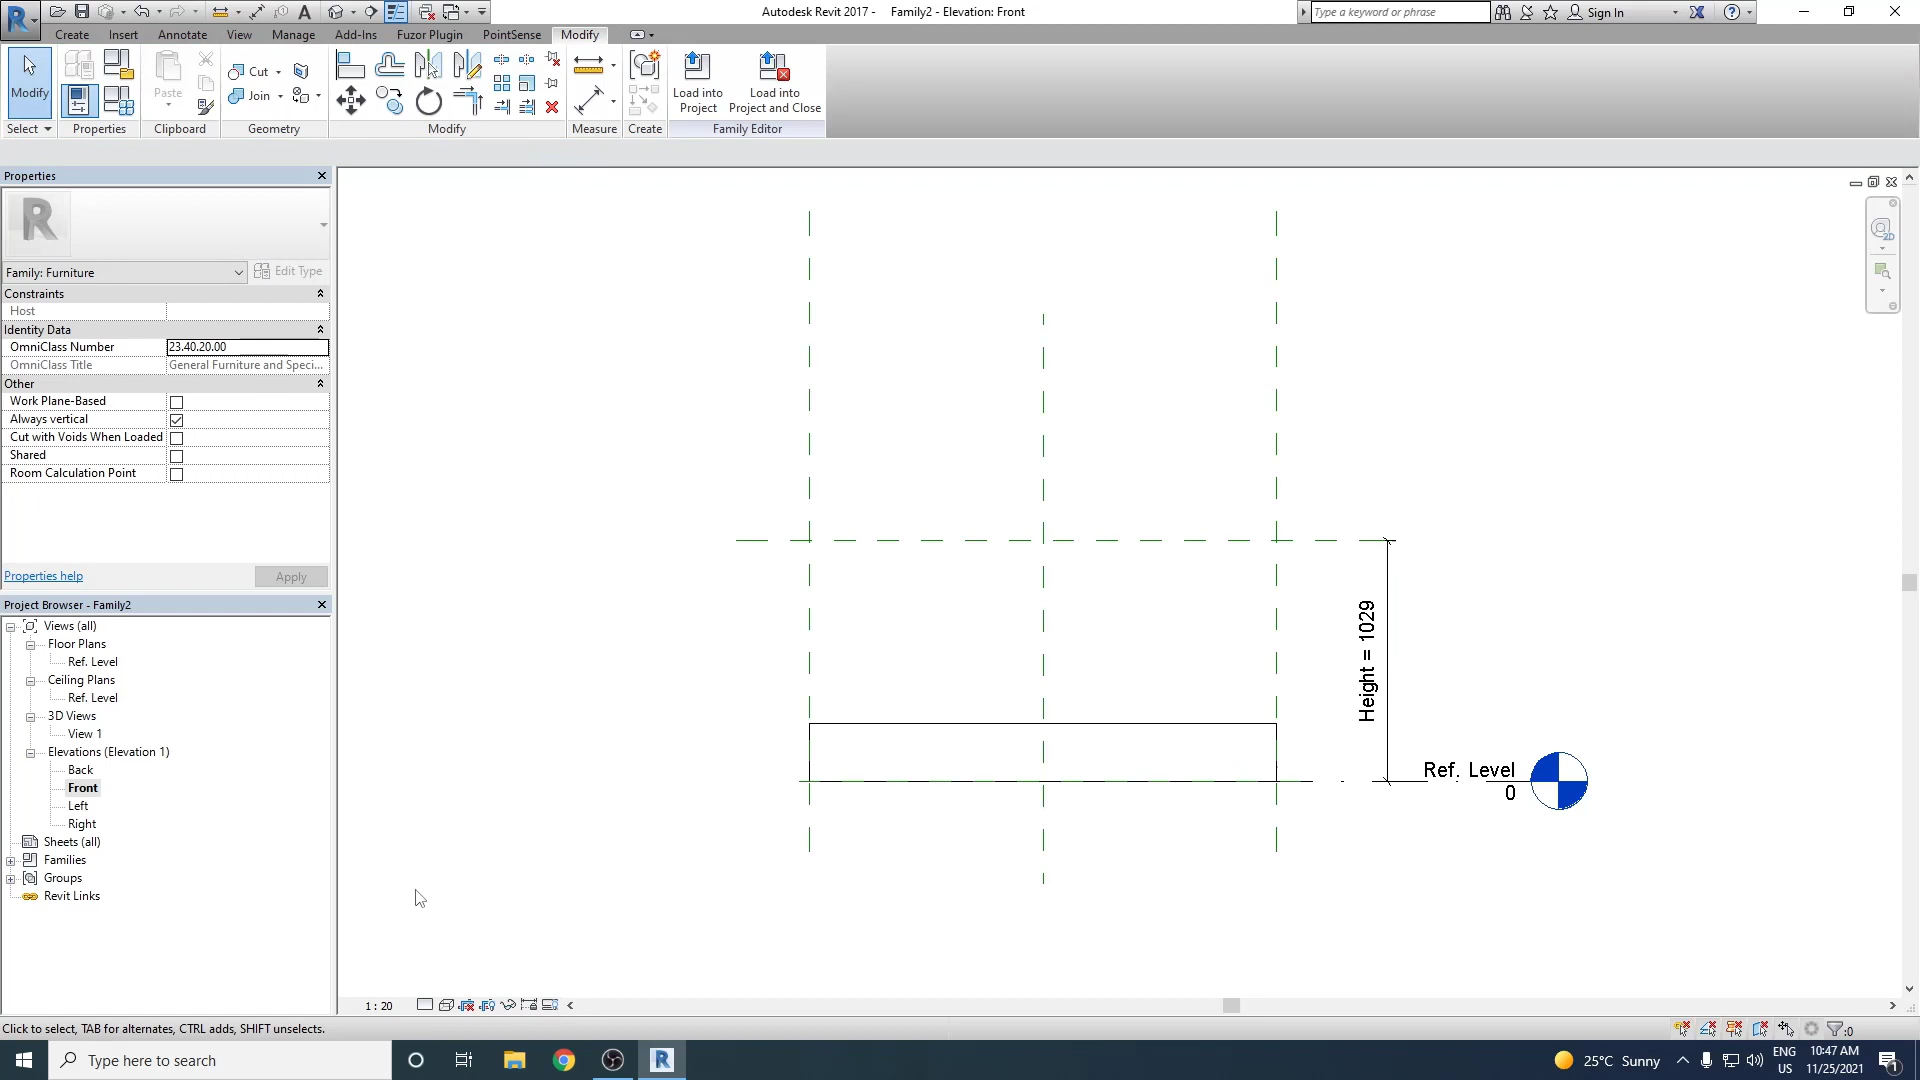 Autodesk Revit 2017 - Family2 - Elevation: Front
Type a keyword or phrase
Sign In
Create Insert Annotate View Manage Add-Ins Fuzor Plugin PointSense Modify
Modify
Paste
Cut
Join
Load into Project
Load into Project and Close
Select Properties Clipboard Geometry Modify Measure Create Family Editor
Properties
Family: Furniture
Edit Type
Constraints
Host
Identity Data
OmniClass Number 23.40.20.00
OmniClass Title General Furniture and Speci...
Other
Work Plane-Based
Always vertical
Cut with Voids When Loaded
Shared
Room Calculation Point
Properties help
Apply
Project Browser - Family2
Views (all)
Floor Plans
Ref. Level
Ceiling Plans
Ref. Level
3D Views
View 1
Elevations (Elevation 1)
Back
Front
Left
Right
Sheets (all)
Families
Groups
Revit Links
2D
Height = 1029
Ref. Level
0
1 : 20
Click to select, TAB for alternates, CTRL adds, SHIFT unselects.
:0
Type here to search
25°C Sunny
ENG
US
10:47 AM
11/25/2021
1